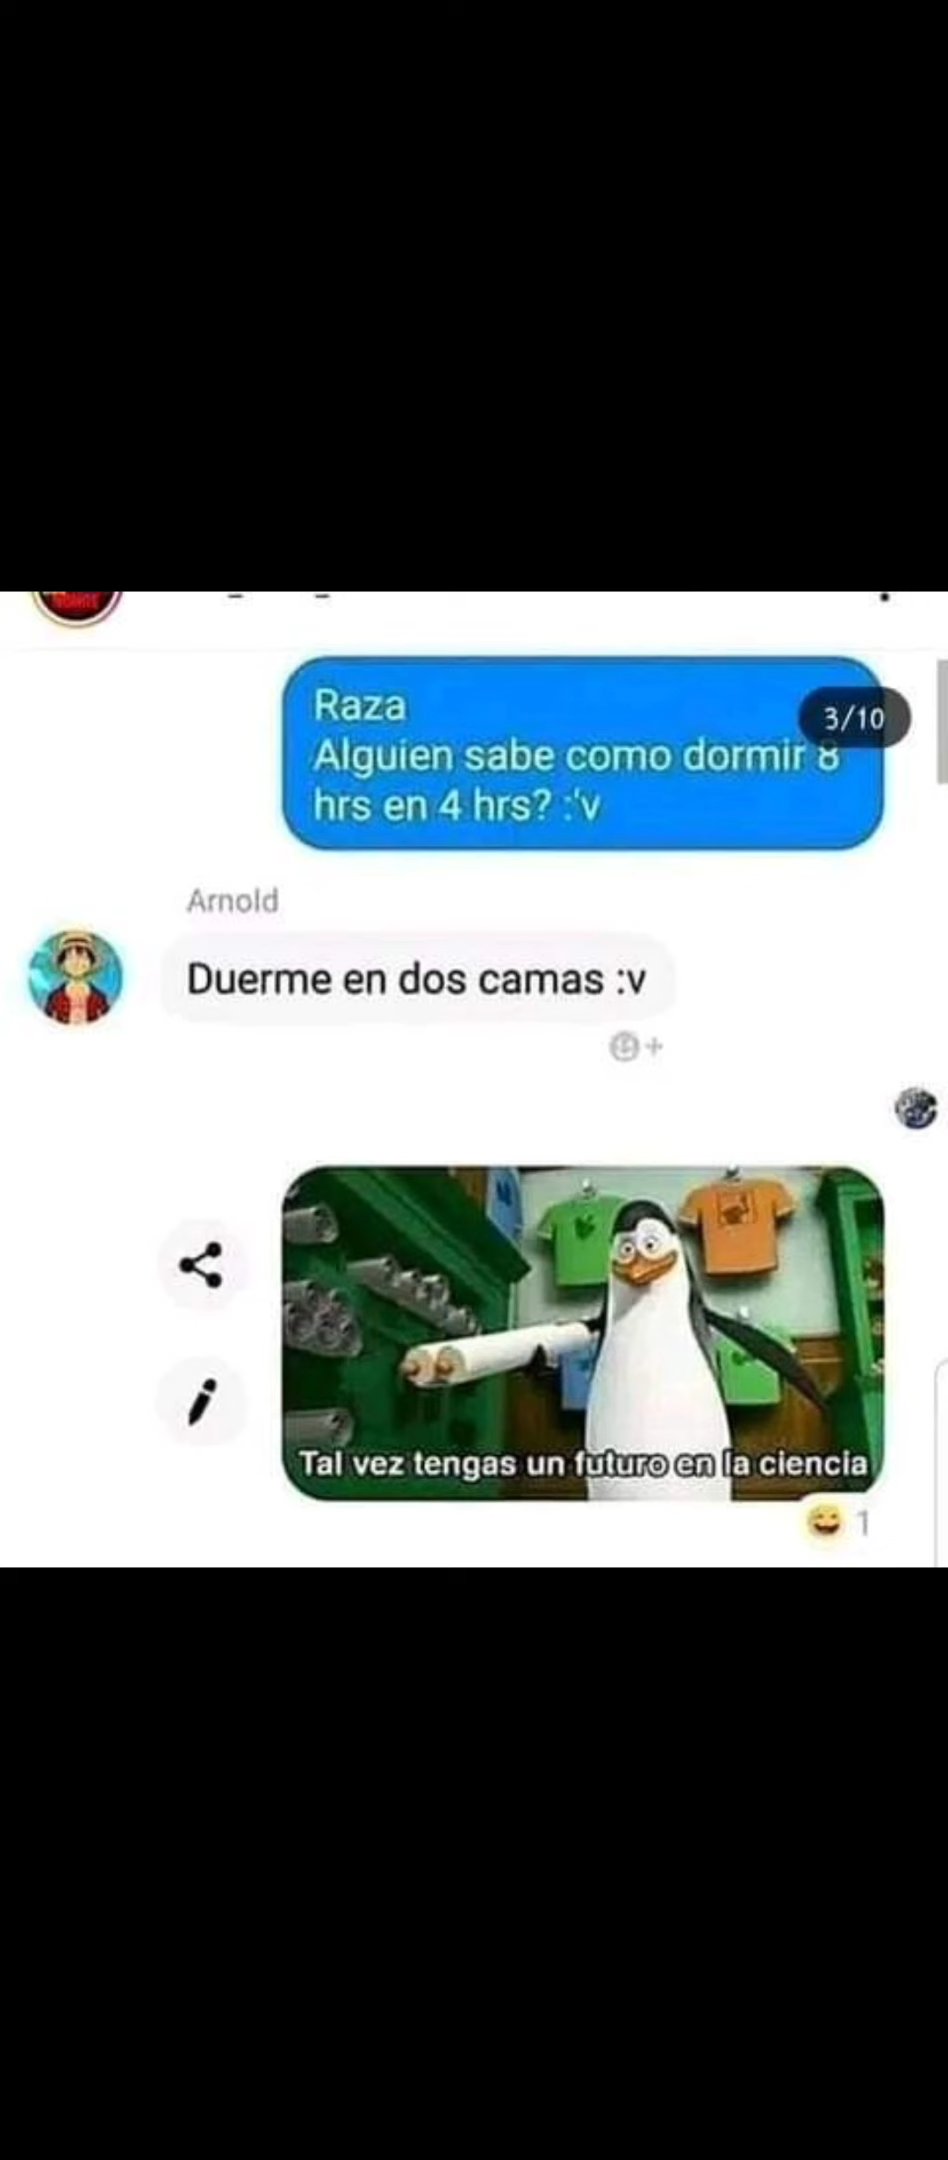 Raza
3/10
Alguien sabe como dormir 8
hrs en 4 hrs? :'v
Arnold
Duerme en dos camas :v
Tal vez tengas un futuro en la ciencia
1